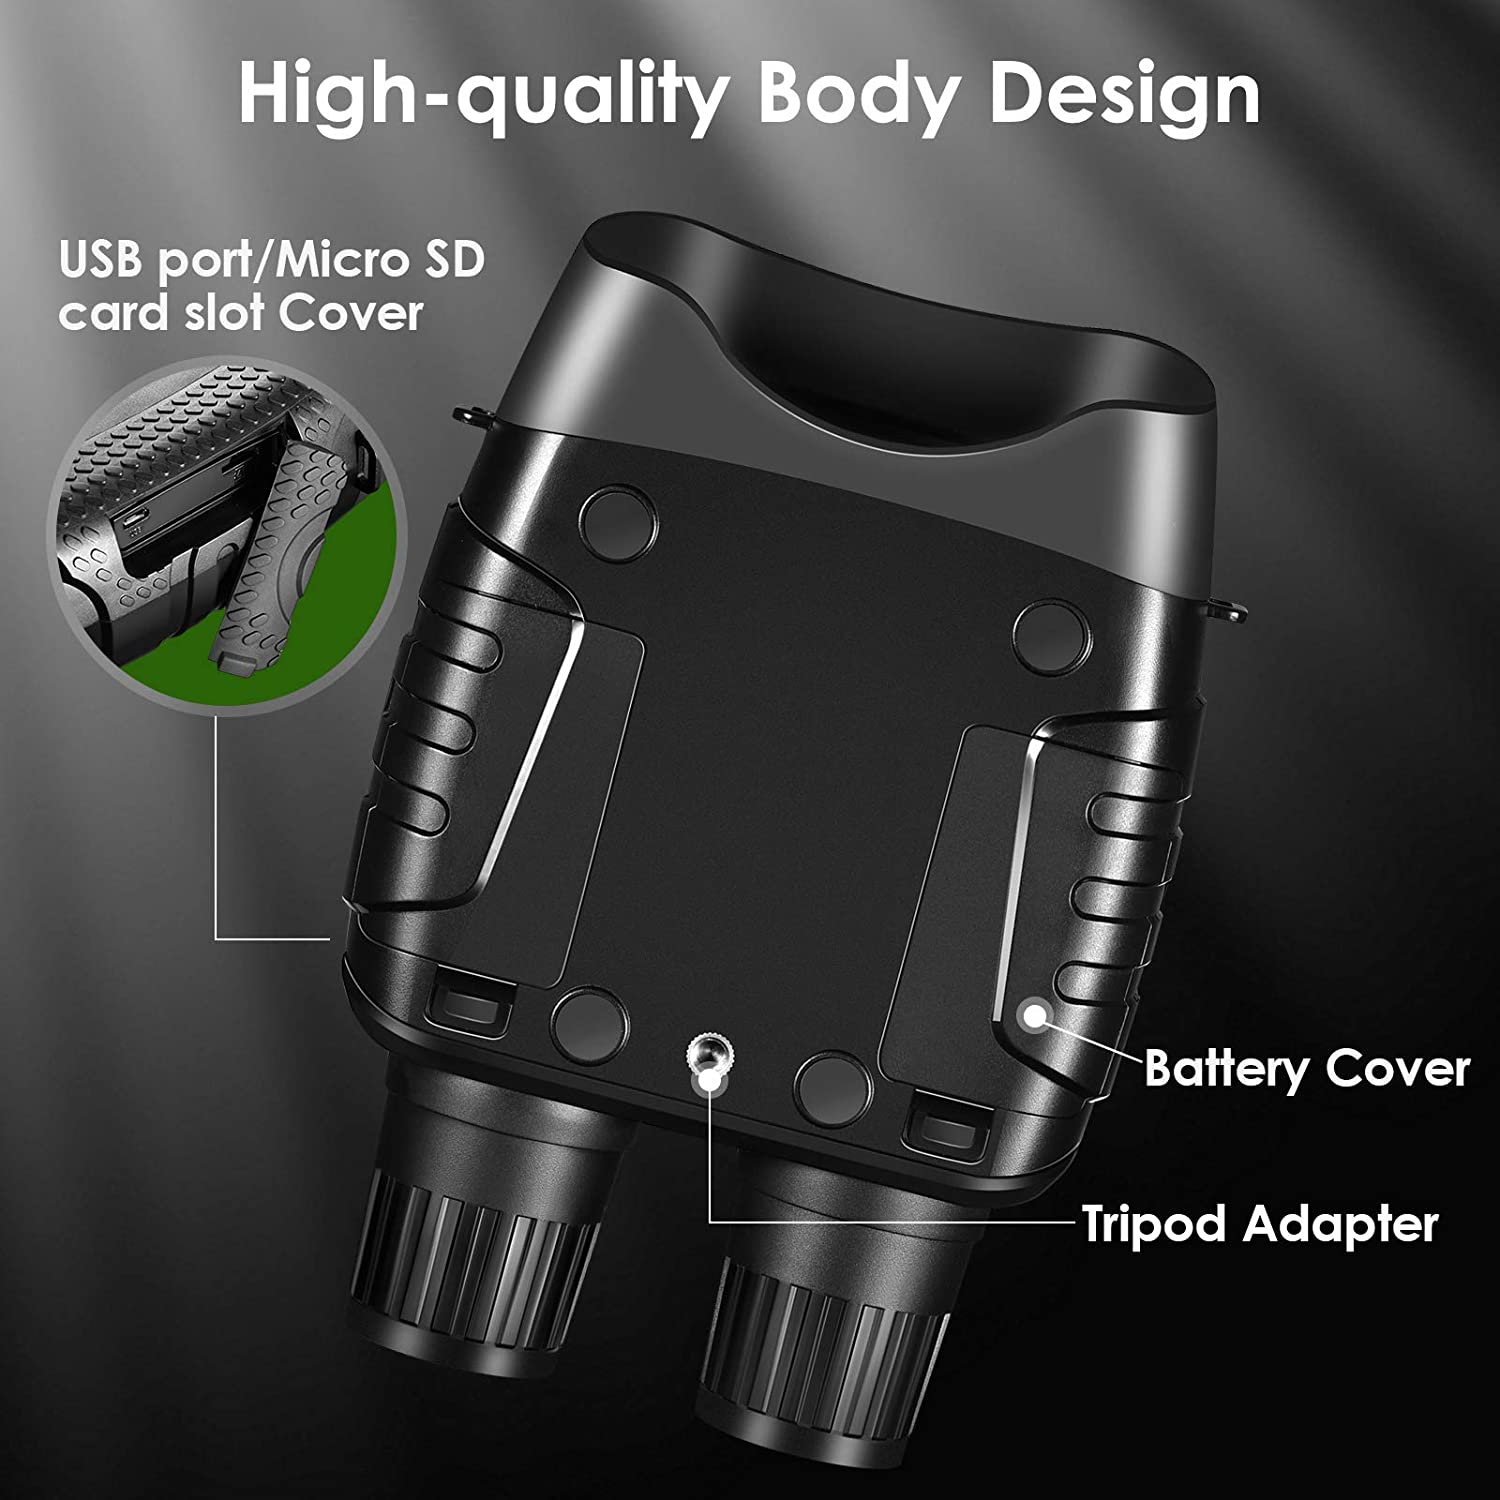 High-quality Body Design
USB port/Micro SD
card slot Cover
Battery Cover
Tripod Adapter